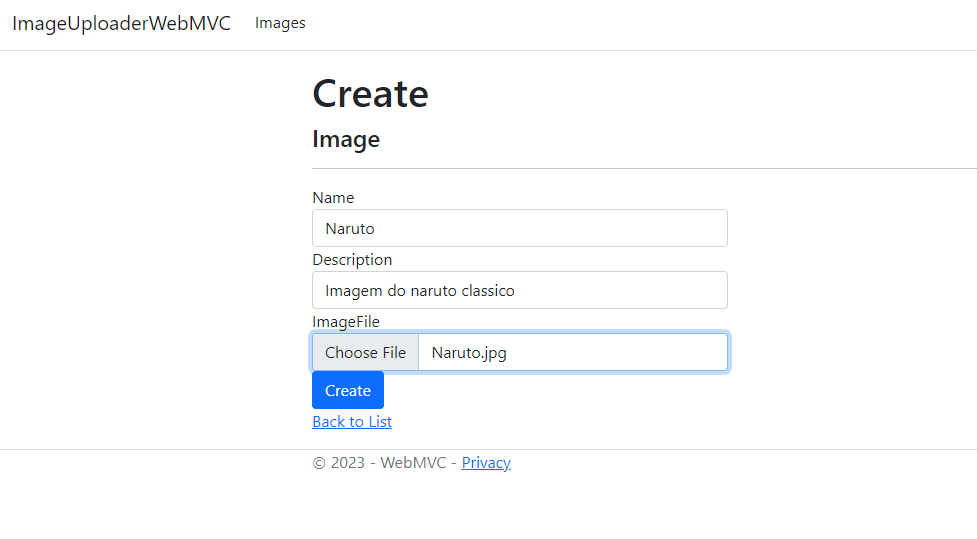 ImageUploaderWebMVC Images
Create
Image
Name
Naruto
Description
Imagem do naruto classico
ImageFile
Choose File Naruto.jpg
Create
Back to List
© 2023 - WebMVC - Privacy